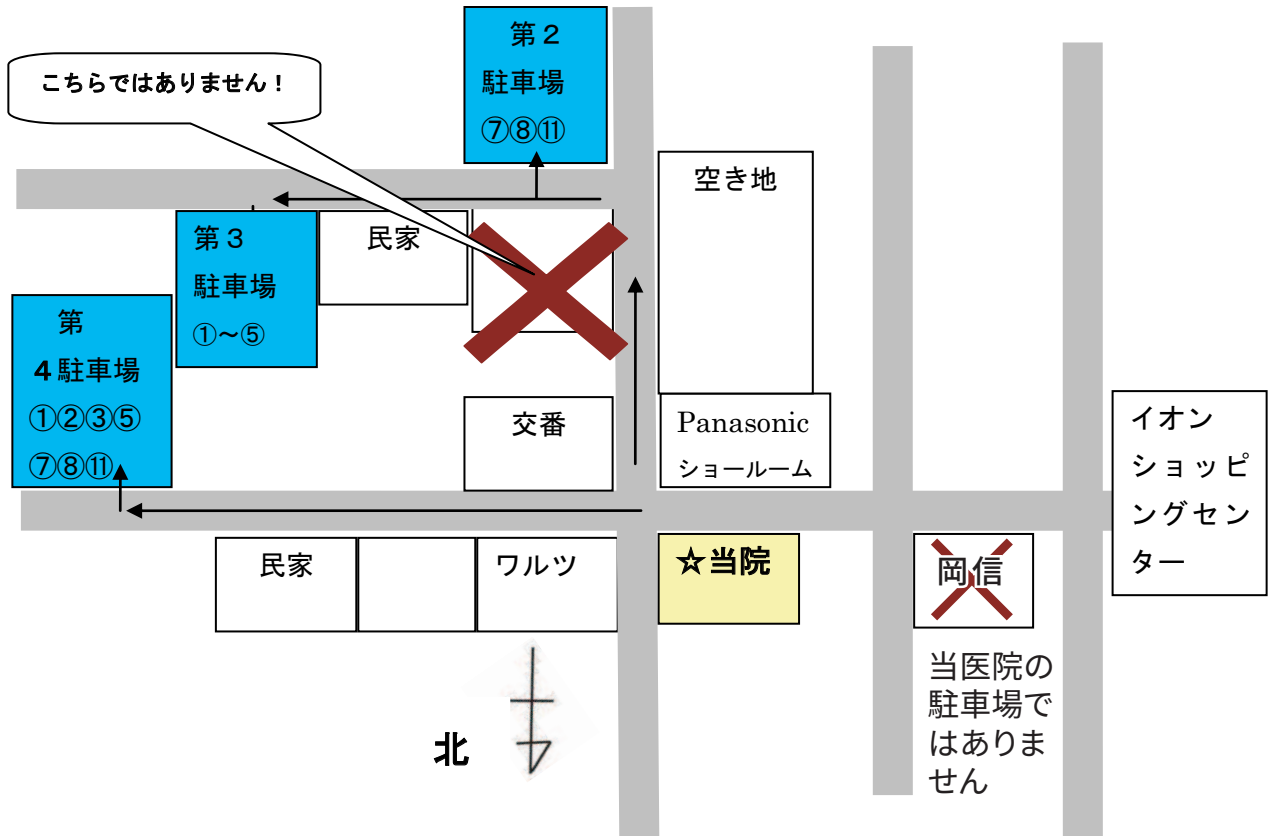 第２
駐車場
⑦⑧⑪
こちらではありません！
空き地
第３
駐車場
①～⑤
民家
第
４駐車場
①②③⑤
⑦⑧⑪
交番
Panasonic
ショールーム
イオン
ショッピ
ングセン
ター
民家
ワルツ
☆当院
岡信
当医院の
駐車場で
はありま
せん
北